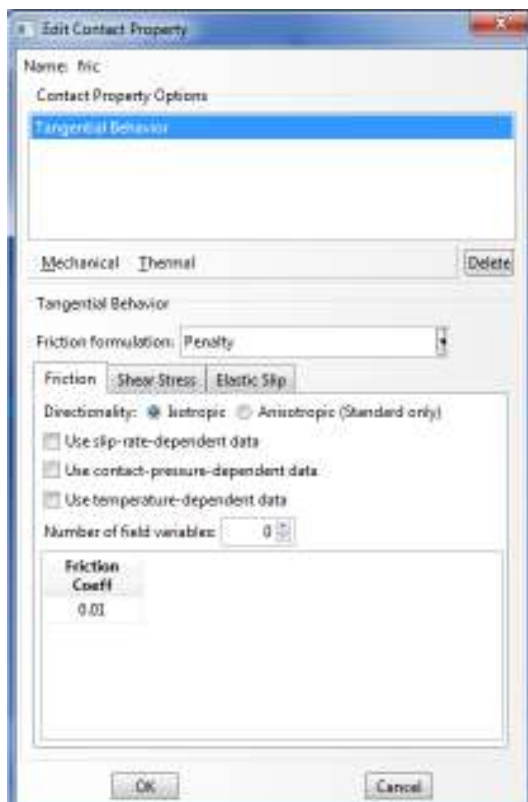 Edit Contact Property
Name: fric
Contact Property Options
Tangential Behavior
Mechanical Thermal Delete
Tangential Behavior
Friction formulation: Penalty
Friction Shear Stress Elastic Slip
Directionality: Isotropic Anisotropic (Standard only)
Use slip-rate-dependent data
Use contact-pressure-dependent data
Use temperature-dependent data
Number of field variables: 0
Friction
Coeff
0.01
OK Cancel